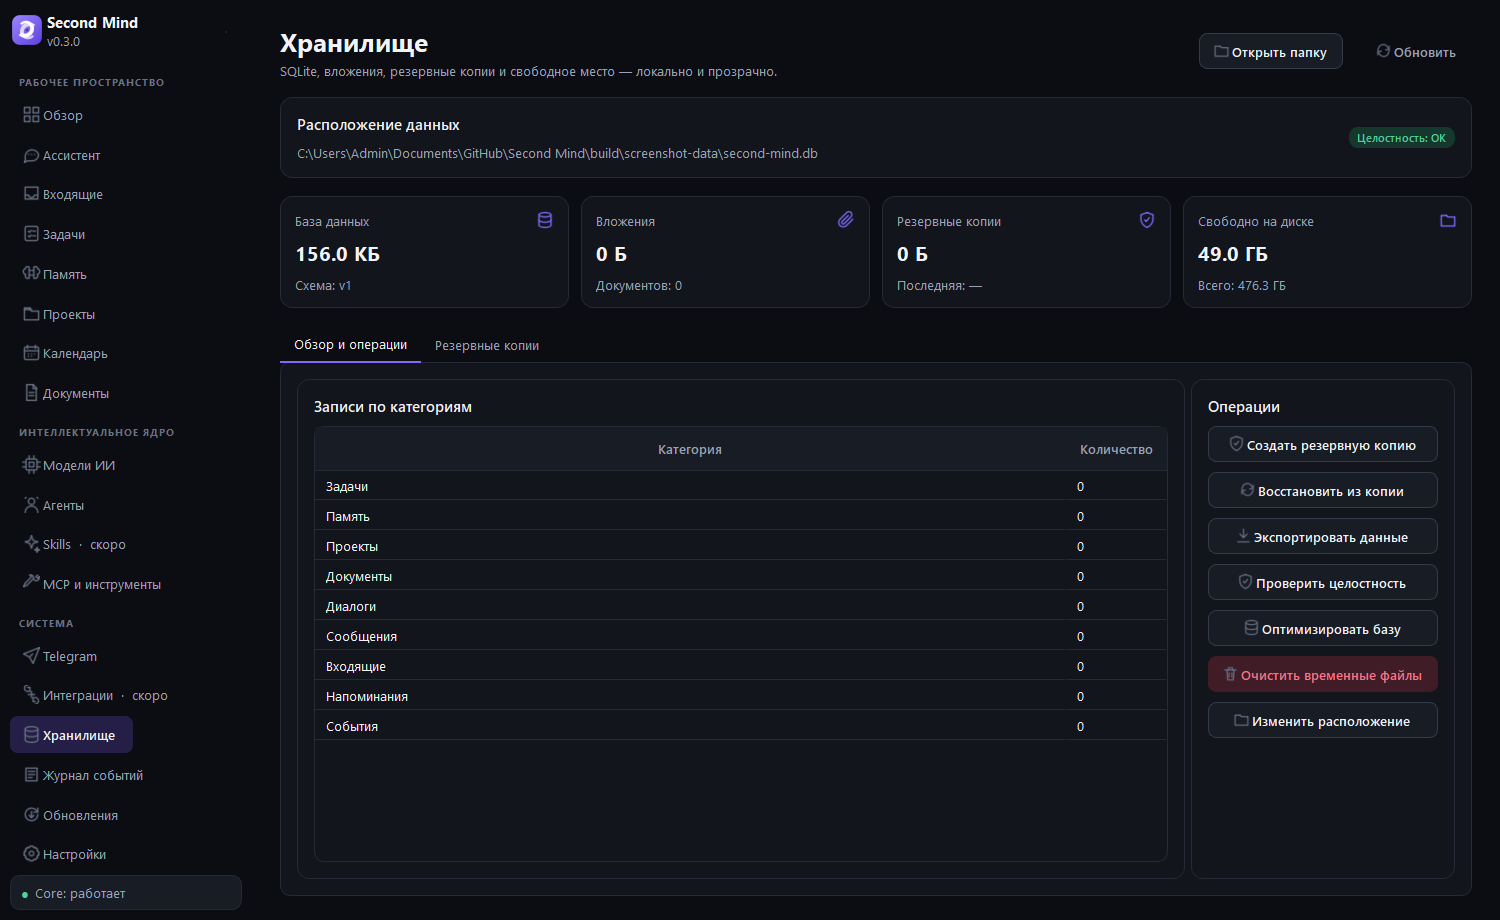 Second Mind
v0.3.0
РАБОЧЕЕ ПРОСТРАНСТВО
Обзор
Ассистент
Входящие
Задачи
Память
Проекты
Календарь
Документы
ИНТЕЛЛЕКТУАЛЬНОЕ ЯДРО
Модели ИИ
Агенты
Skills · скоро
MCP и инструменты
СИСТЕМА
Telegram
Интеграции · скоро
Хранилище
Журнал событий
Обновления
Настройки
Core: работает
Хранилище
SQLite, вложения, резервные копии и свободное место — локально и прозрачно.
Открыть папку
Обновить
Расположение данных
C:\Users\Admin\Documents\GitHub\Second Mind\build\screenshot-data\second-mind.db
Целостность: OK
База данных
156.0 КБ
Схема: v1
Вложения
0 Б
Документов: 0
Резервные копии
0 Б
Последняя: —
Свободно на диске
49.0 ГБ
Всего: 476.3 ГБ
Обзор и операции
Резервные копии
Записи по категориям
Категория Количество
Задачи 0
Память 0
Проекты 0
Документы 0
Диалоги 0
Сообщения 0
Входящие 0
Напоминания 0
События 0
Операции
Создать резервную копию
Восстановить из копии
Экспортировать данные
Проверить целостность
Оптимизировать базу
Очистить временные файлы
Изменить расположение